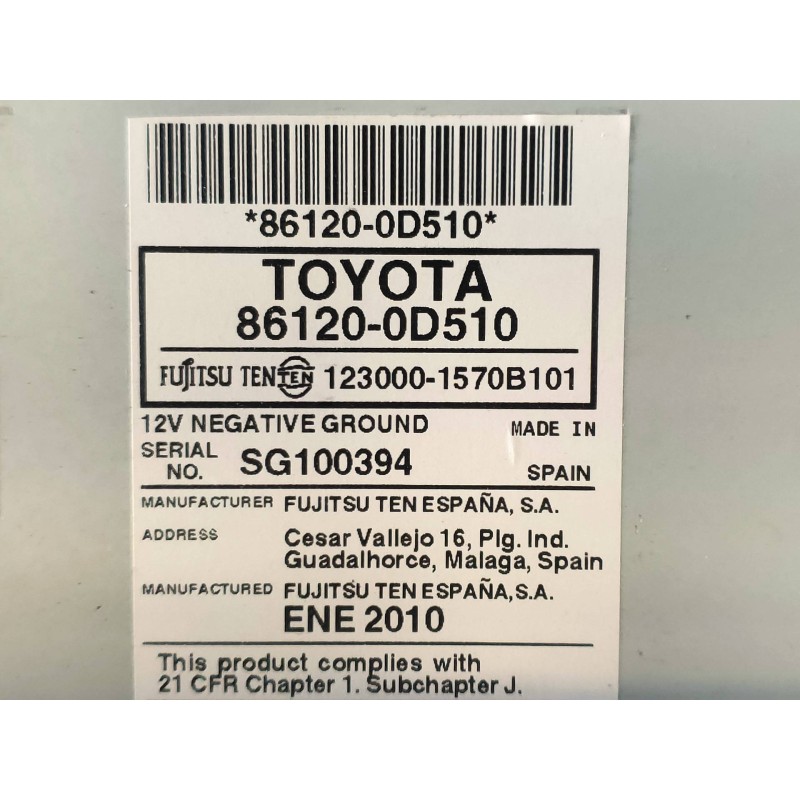 *86120-0D510*
TOYOTA
86120-0D510
FUJITSU TEN TEN 123000-1570B101
12V NEGATIVE GROUND MADE IN
SERIAL NO. SG100394 SPAIN
MANUFACTURER FUJITSU TEN ESPAÑA, S.A.
ADDRESS Cesar Vallejo 16, Plg. Ind.
Guadalhorce, Malaga, Spain
MANUFACTURED FUJITSU TEN ESPAÑA, S.A.
ENE 2010
This product complies with
21 CFR Chapter 1. Subchapter J.